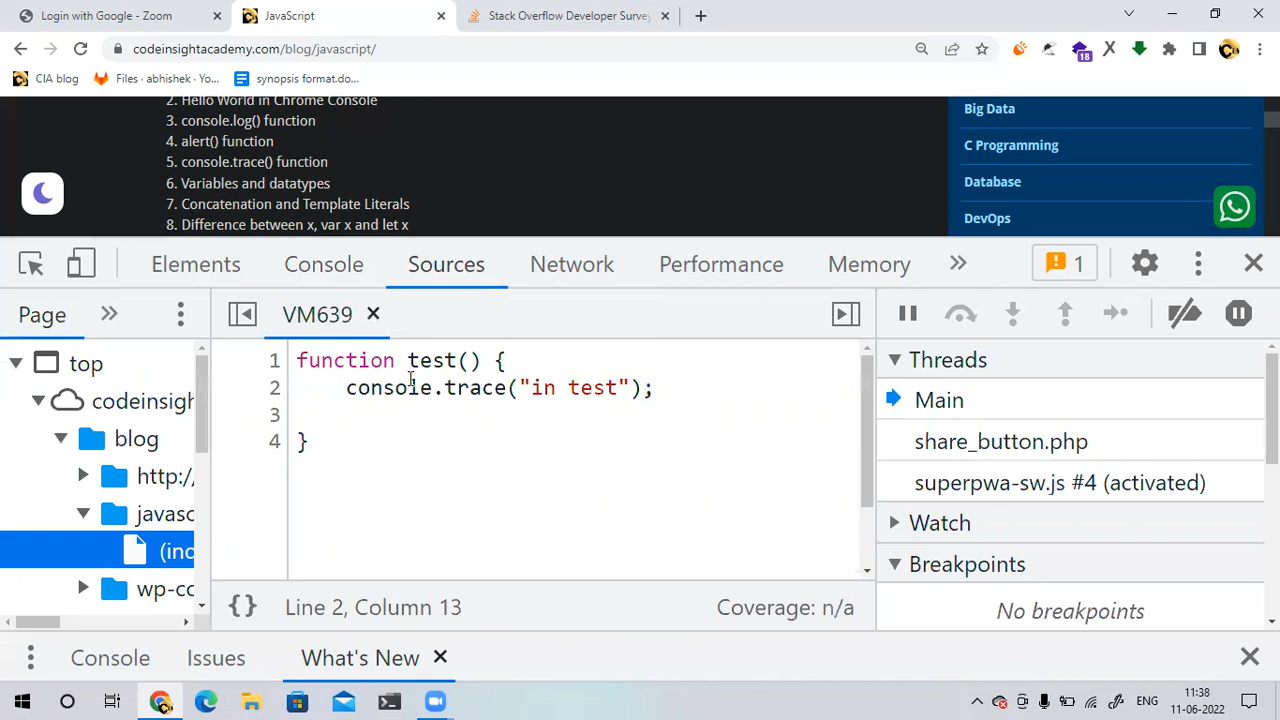 Login with Google - Zoom
JavaScript
Stack Overflow Developer Survey
codeinsightacademy.com/blog/javascript/
18
CIA blog
Files · abhishek · Yo...
synopsis format.do...
2. Hello World in Chrome Console
3. console.log() function
4. alert() function
5. console.trace() function
6. Variables and datatypes
7. Concatenation and Template Literals
8. Difference between x, var x and let x
Big Data
C Programming
Database
DevOps
Elements
Console
Sources
Network
Performance
Memory
1
Page
VM639
top
codeinsigh
blog
http:/
javasc
(inc
wp-co
1 function test() {
2 console.trace("in test");
3
4 }
{} Line 2, Column 13
Coverage: n/a
Threads
Main
share_button.php
superpwa-sw.js #4 (activated)
Watch
Breakpoints
No breakpoints
Console
Issues
What's New
ENG
11:38
11-06-2022